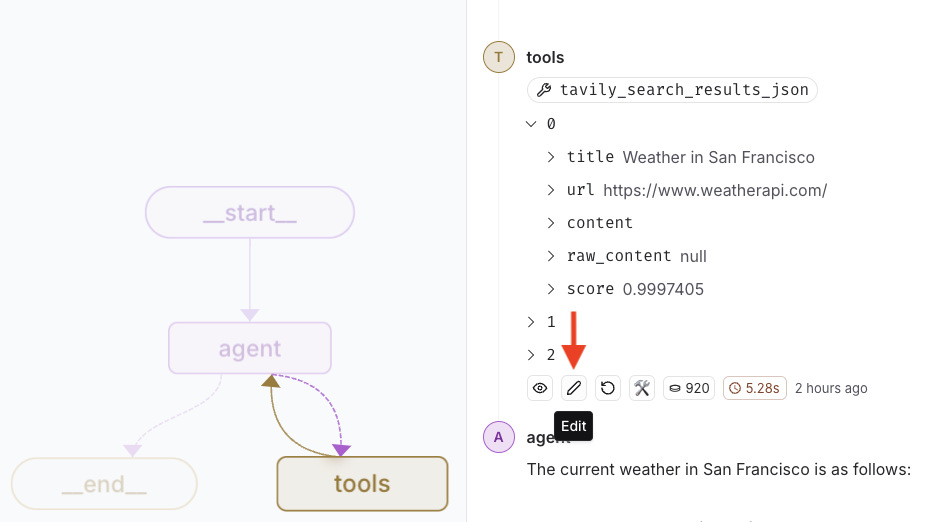 __start__
agent
__end__
tools
T tools
tavily_search_results_json
0
title Weather in San Francisco
url https://www.weatherapi.com/
content
raw_content null
score 0.9997405
1
2
920 5.28s 2 hours ago
Edit
A agent
The current weather in San Francisco is as follows: